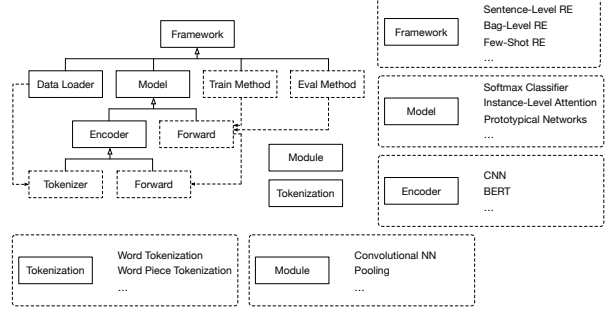 Framework
Data Loader
Model
Train Method
Eval Method
Encoder
Forward
Tokenizer
Forward
Module
Tokenization
Framework
Sentence-Level RE
Bag-Level RE
Few-Shot RE
...
Model
Softmax Classifier
Instance-Level Attention
Prototypical Networks
...
Encoder
CNN
BERT
...
Tokenization
Word Tokenization
Word Piece Tokenization
...
Module
Convolutional NN
Pooling
...